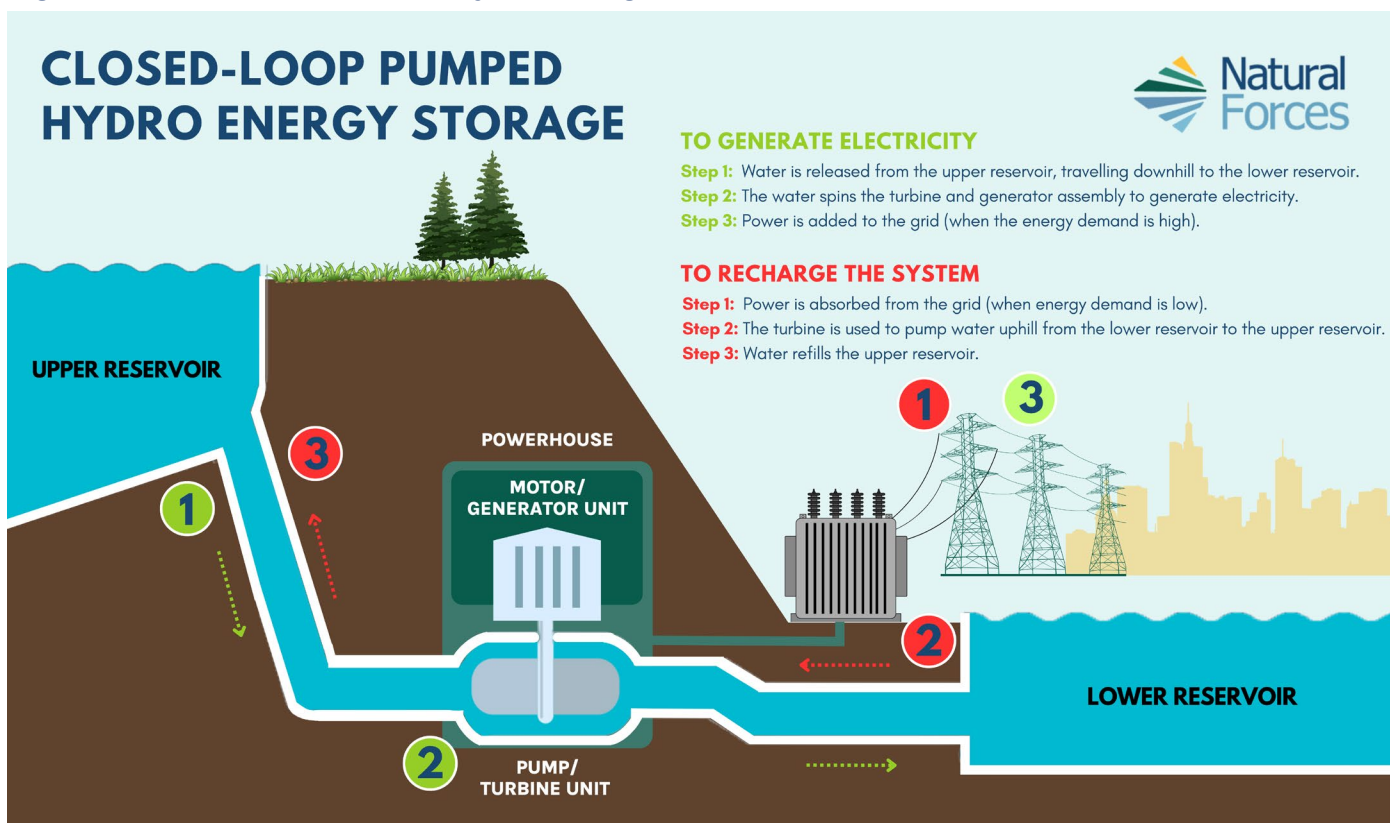 CLOSED-LOOP PUMPED
HYDRO ENERGY STORAGE
Natural
Forces
TO GENERATE ELECTRICITY
Step 1: Water is released from the upper reservoir, travelling downhill to the lower reservoir.
Step 2: The water spins the turbine and generator assembly to generate electricity.
Step 3: Power is added to the grid (when the energy demand is high).
TO RECHARGE THE SYSTEM
Step 1: Power is absorbed from the grid (when energy demand is low).
Step 2: The turbine is used to pump water uphill from the lower reservoir to the upper reservoir.
Step 3: Water refills the upper reservoir.
UPPER RESERVOIR
1
3
3
1
POWERHOUSE
MOTOR/
GENERATOR UNIT
2
LOWER RESERVOIR
2
PUMP/
TURBINE UNIT